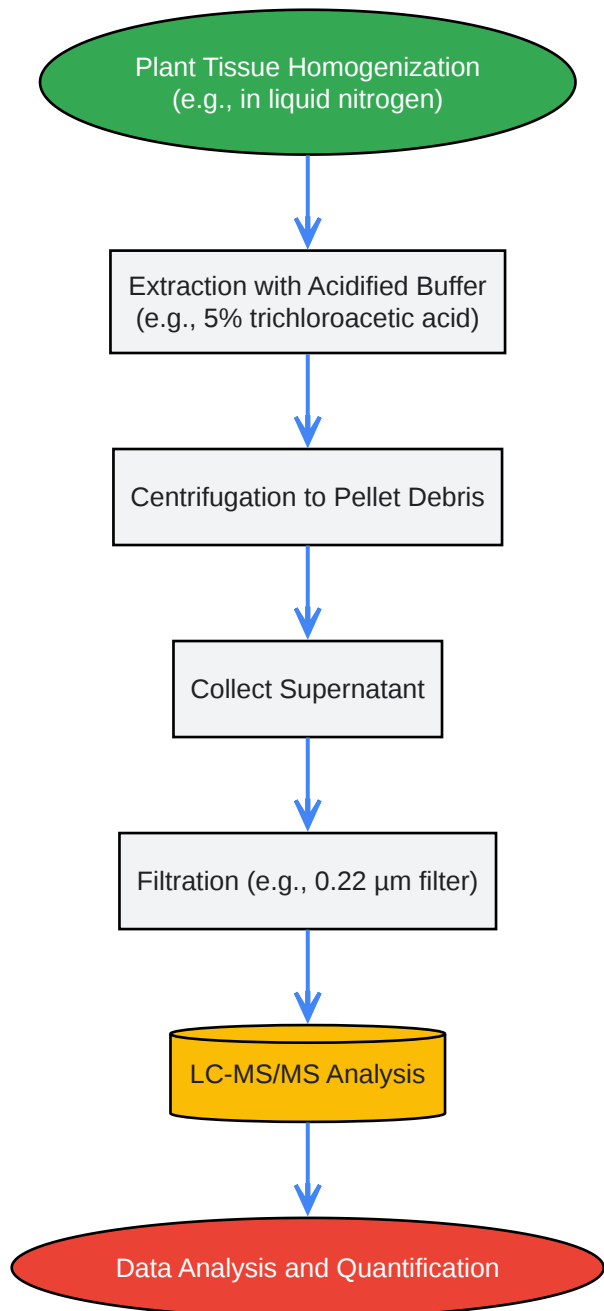 Plant Tissue Homogenization
(e.g., in liquid nitrogen)
Extraction with Acidified Buffer
(e.g., 5% trichloroacetic acid)
Centrifugation to Pellet Debris
Collect Supernatant
Filtration (e.g., 0.22 µm filter)
LC-MS/MS Analysis
Data Analysis and Quantification